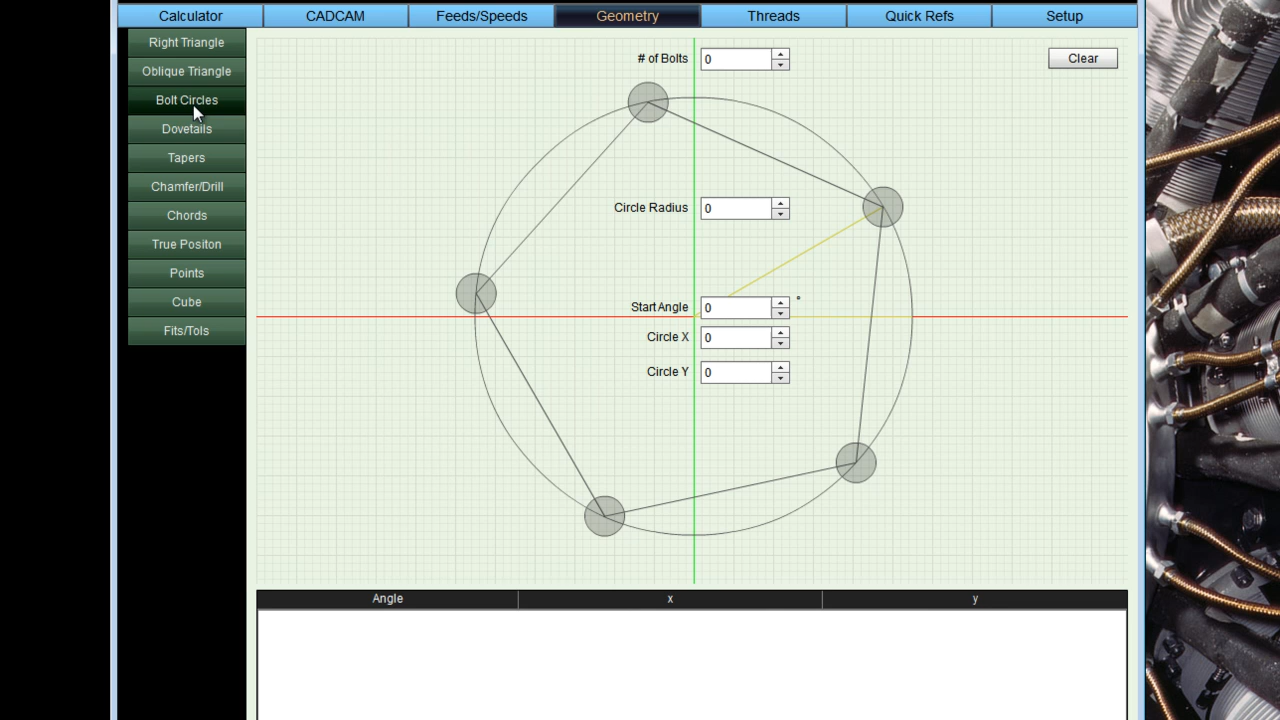 Calculator CADCAM Feeds/Speeds Geometry Threads Quick Refs Setup
Right Triangle
Oblique Triangle
Bolt Circles
Dovetails
Tapers
Chamfer/Drill
Chords
True Positon
Points
Cube
Fits/Tols
# of Bolts 0 Clear
Circle Radius 0
Start Angle 0 °
Circle X 0
Circle Y 0
Angle x y